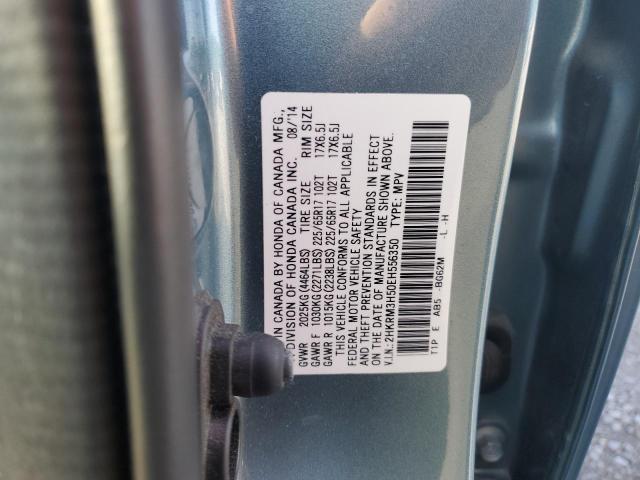 IN CANADA BY HONDA OF CANADA MFG.,
DIVISION OF HONDA CANADA INC. 08/'14
GVWR 2025KG(4464LBS) TIRE SIZE RIM SIZE
GAWR F 1030KG(2271LBS) 225/65R17 102T 17X6.5J
GAWR R 1015KG(2238LBS) 225/65R17 102T 17X6.5J
THIS VEHICLE CONFORMS TO ALL APPLICABLE
FEDERAL MOTOR VEHICLE SAFETY
AND THEFT PREVENTION STANDARDS IN EFFECT
ON THE DATE OF MANUFACTURE SHOWN ABOVE.
V.I.N.:2HKRM3H50EH556350 TYPE: MPV
T1P E AB5 -BG62M -L -H